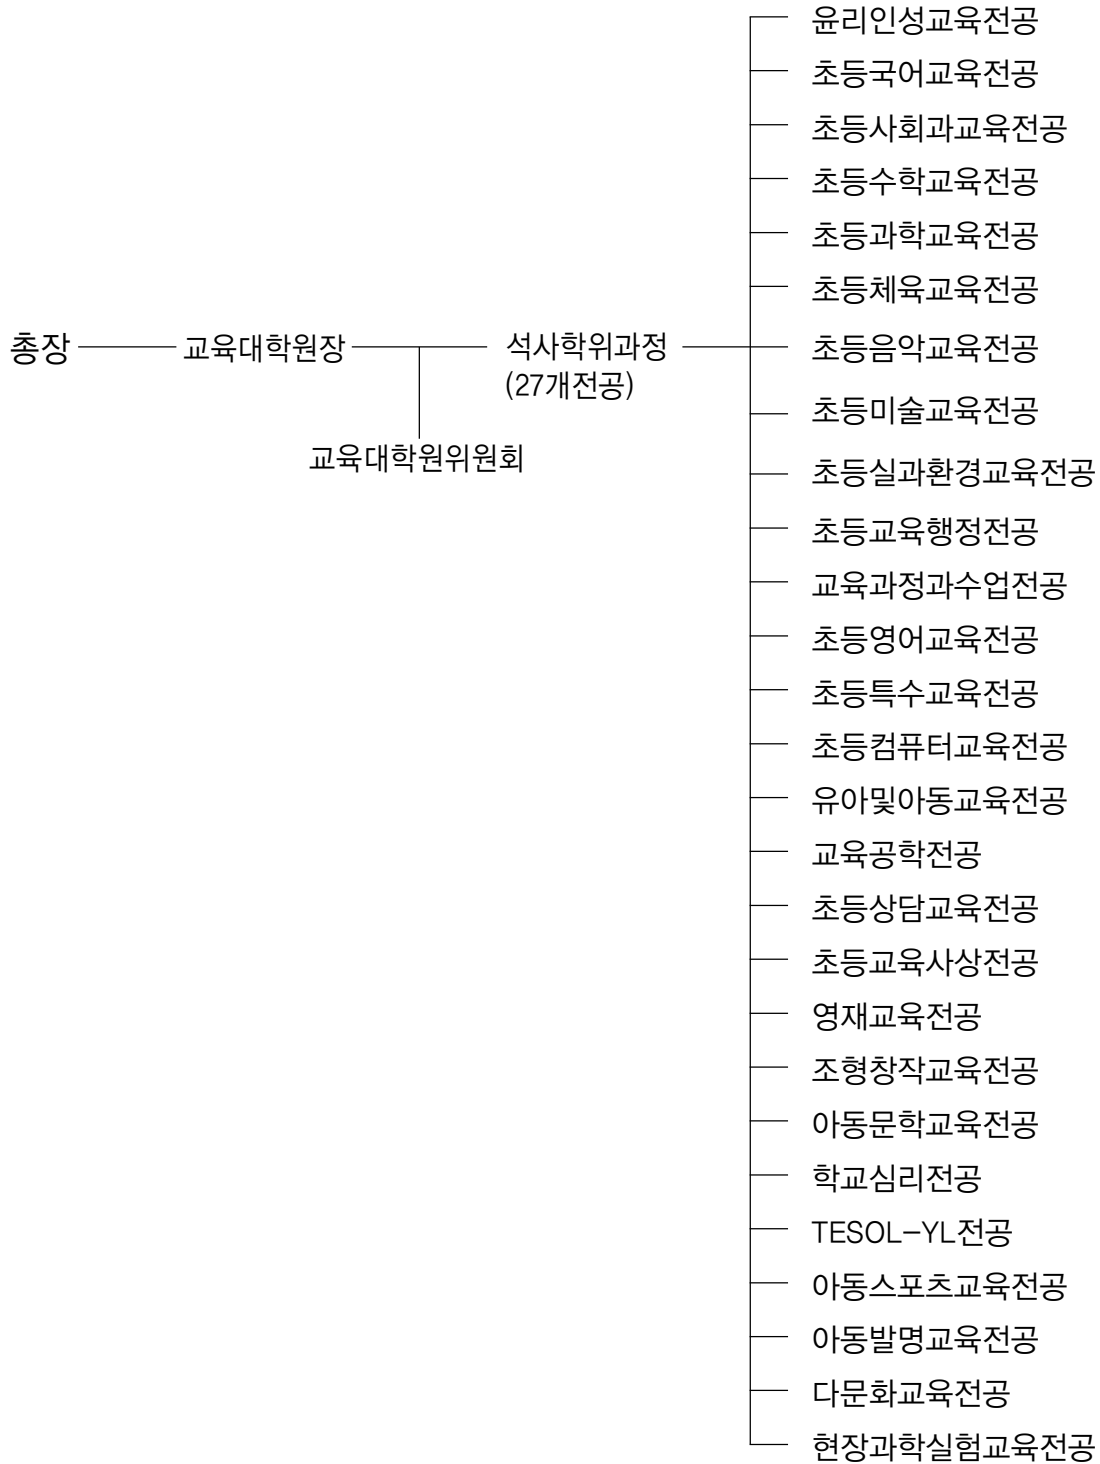 총장
교육대학원장
교육대학원위원회
석사학위과정
(27개전공)
윤리인성교육전공
초등국어교육전공
초등사회과교육전공
초등수학교육전공
초등과학교육전공
초등체육교육전공
초등음악교육전공
초등미술교육전공
초등실과환경교육전공
초등교육행정전공
교육과정과수업전공
초등영어교육전공
초등특수교육전공
초등컴퓨터교육전공
유아및아동교육전공
교육공학전공
초등상담교육전공
초등교육사상전공
영재교육전공
조형창작교육전공
아동문학교육전공
학교심리전공
TESOL-YL전공
아동스포츠교육전공
아동발명교육전공
다문화교육전공
현장과학실험교육전공